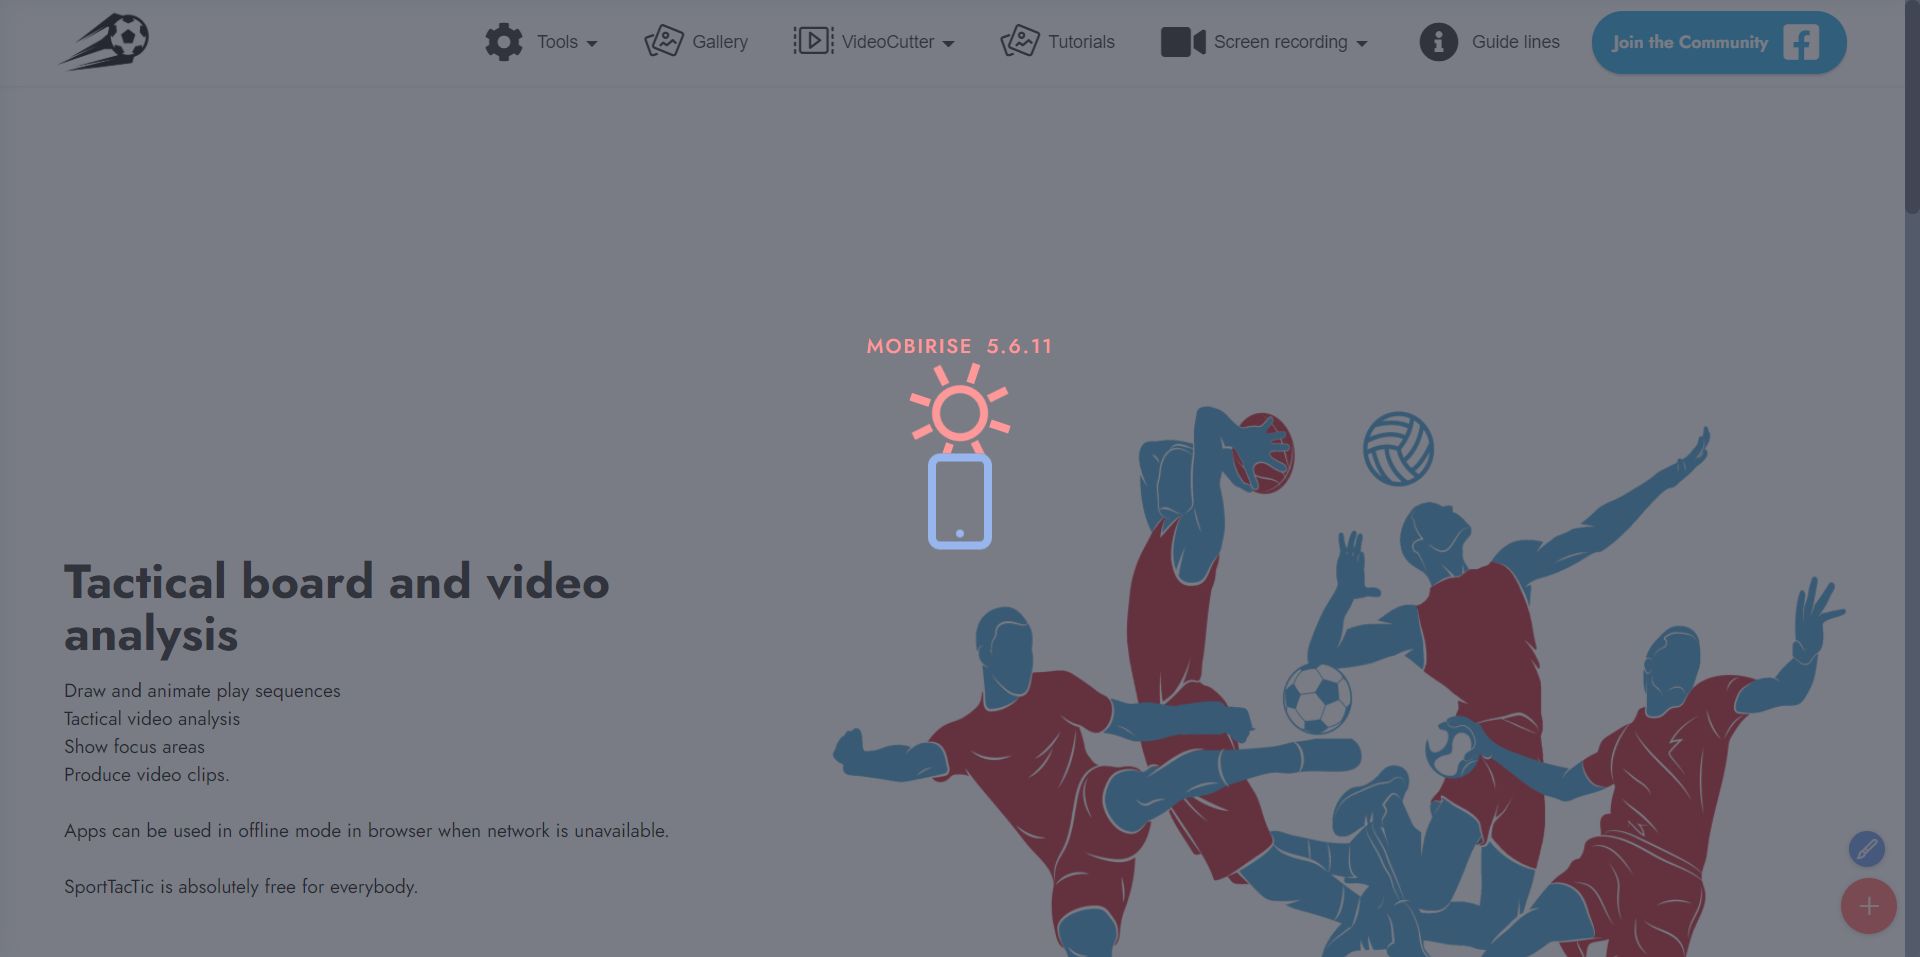 Tools
Gallery
VideoCutter
Tutorials
Screen recording
Guide lines
Join the Community
MOBIRISE 5.6.11
Tactical board and video
analysis
Draw and animate play sequences
Tactical video analysis
Show focus areas
Produce video clips.
Apps can be used in offline mode in browser when network is unavailable.
SportTacTic is absolutely free for everybody.